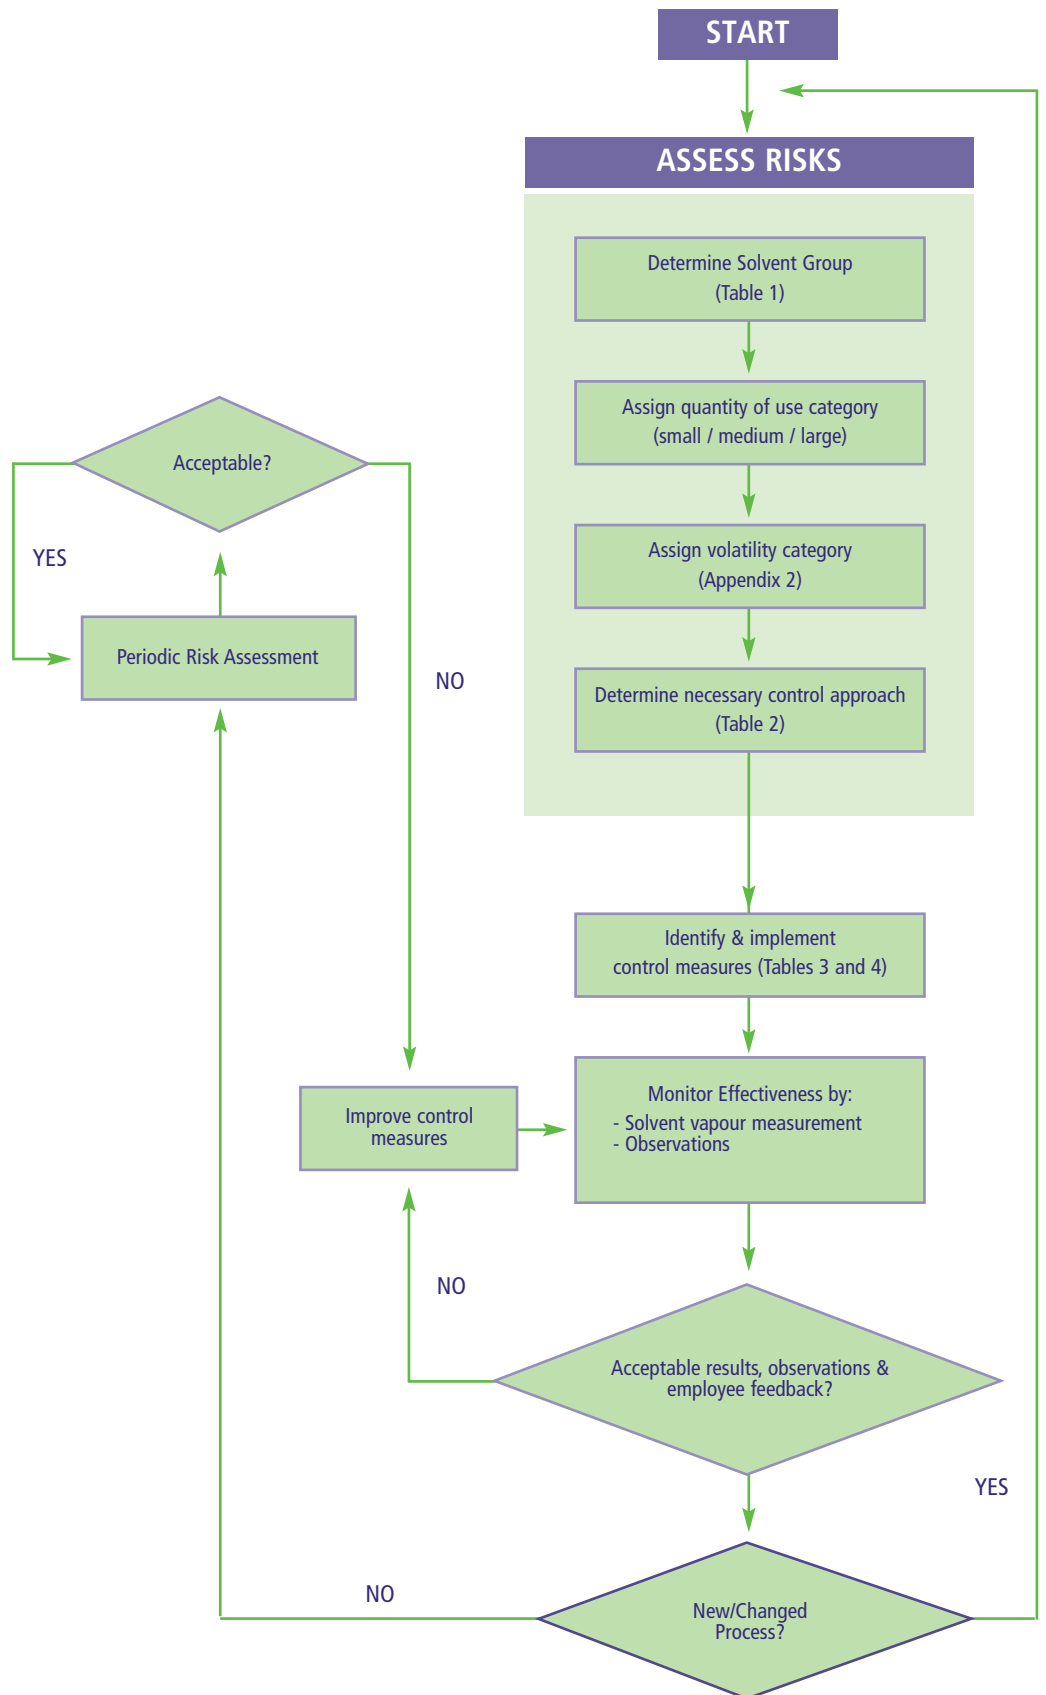 START
ASSESS RISKS
Determine Solvent Group
(Table 1)
Assign quantity of use category
(small / medium / large)
Acceptable?
YES
Assign volatility category
(Appendix 2)
Periodic Risk Assessment
NO
Determine necessary control approach
(Table 2)
Identify & implement
control measures (Tables 3 and 4)
Improve control
measures
Monitor Effectiveness by:
- Solvent vapour measurement
- Observations
NO
Acceptable results, observations &
employee feedback?
YES
NO
New/Changed
Process?